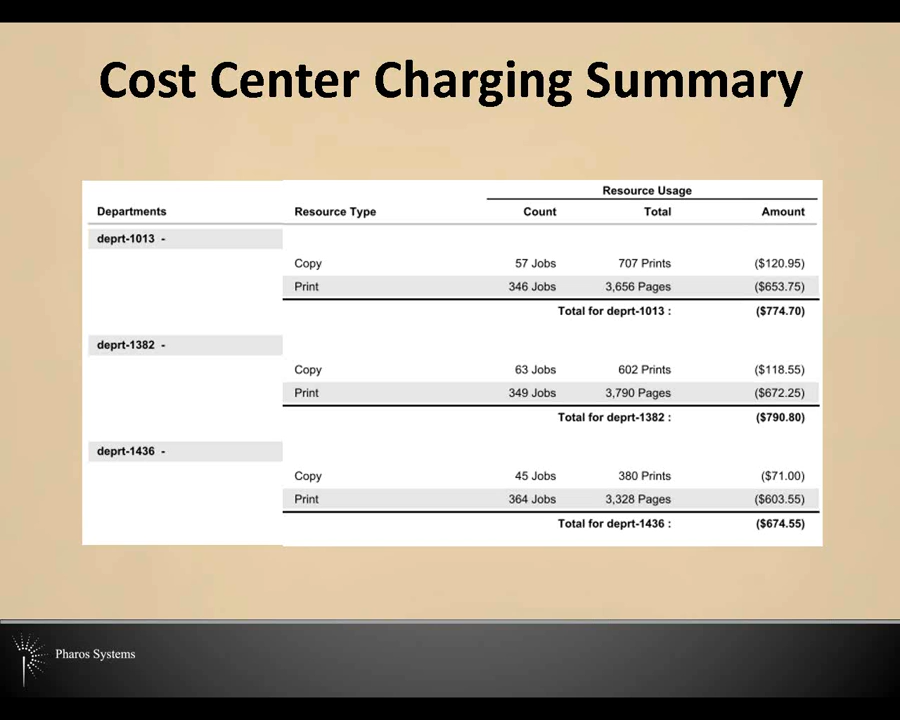 Cost Center Charging Summary
Resource Usage
Departments Resource Type Count Total Amount
deprt-1013 -
Copy 57 Jobs 707 Prints ($120.95)
Print 346 Jobs 3,656 Pages ($653.75)
Total for deprt-1013 : ($774.70)
deprt-1382 -
Copy 63 Jobs 602 Prints ($118.55)
Print 349 Jobs 3,790 Pages ($672.25)
Total for deprt-1382 : ($790.80)
deprt-1436 -
Copy 45 Jobs 380 Prints ($71.00)
Print 364 Jobs 3,328 Pages ($603.55)
Total for deprt-1436 : ($674.55)
Pharos Systems